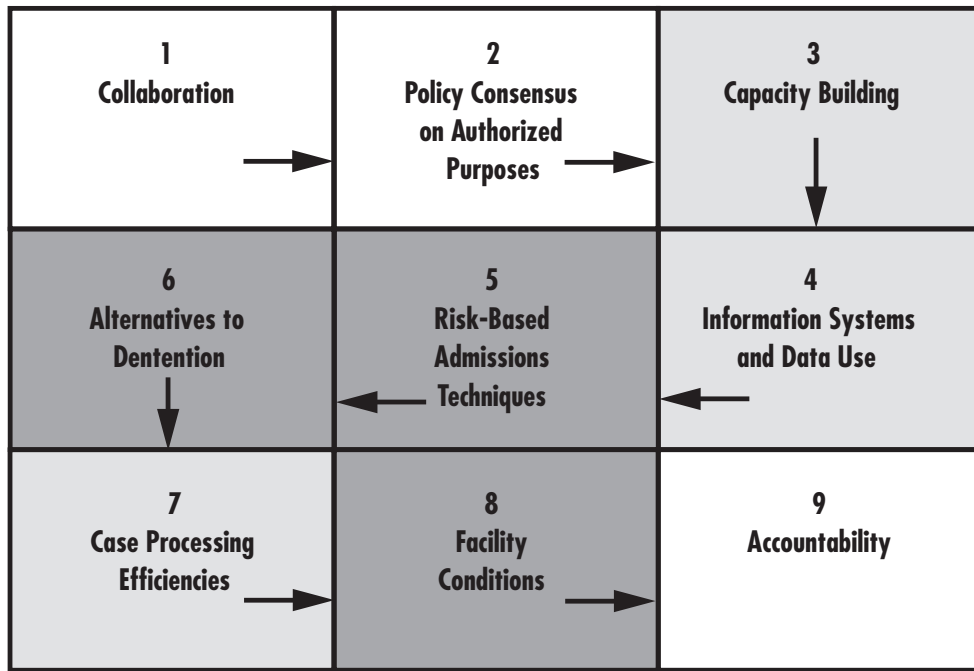 1
Collaboration
2
Policy Consensus
on Authorized
Purposes
3
Capacity Building
6
Alternatives to
Dentention
5
Risk-Based
Admissions
Techniques
4
Information Systems
and Data Use
7
Case Processing
Efficiencies
8
Facility
Conditions
9
Accountability